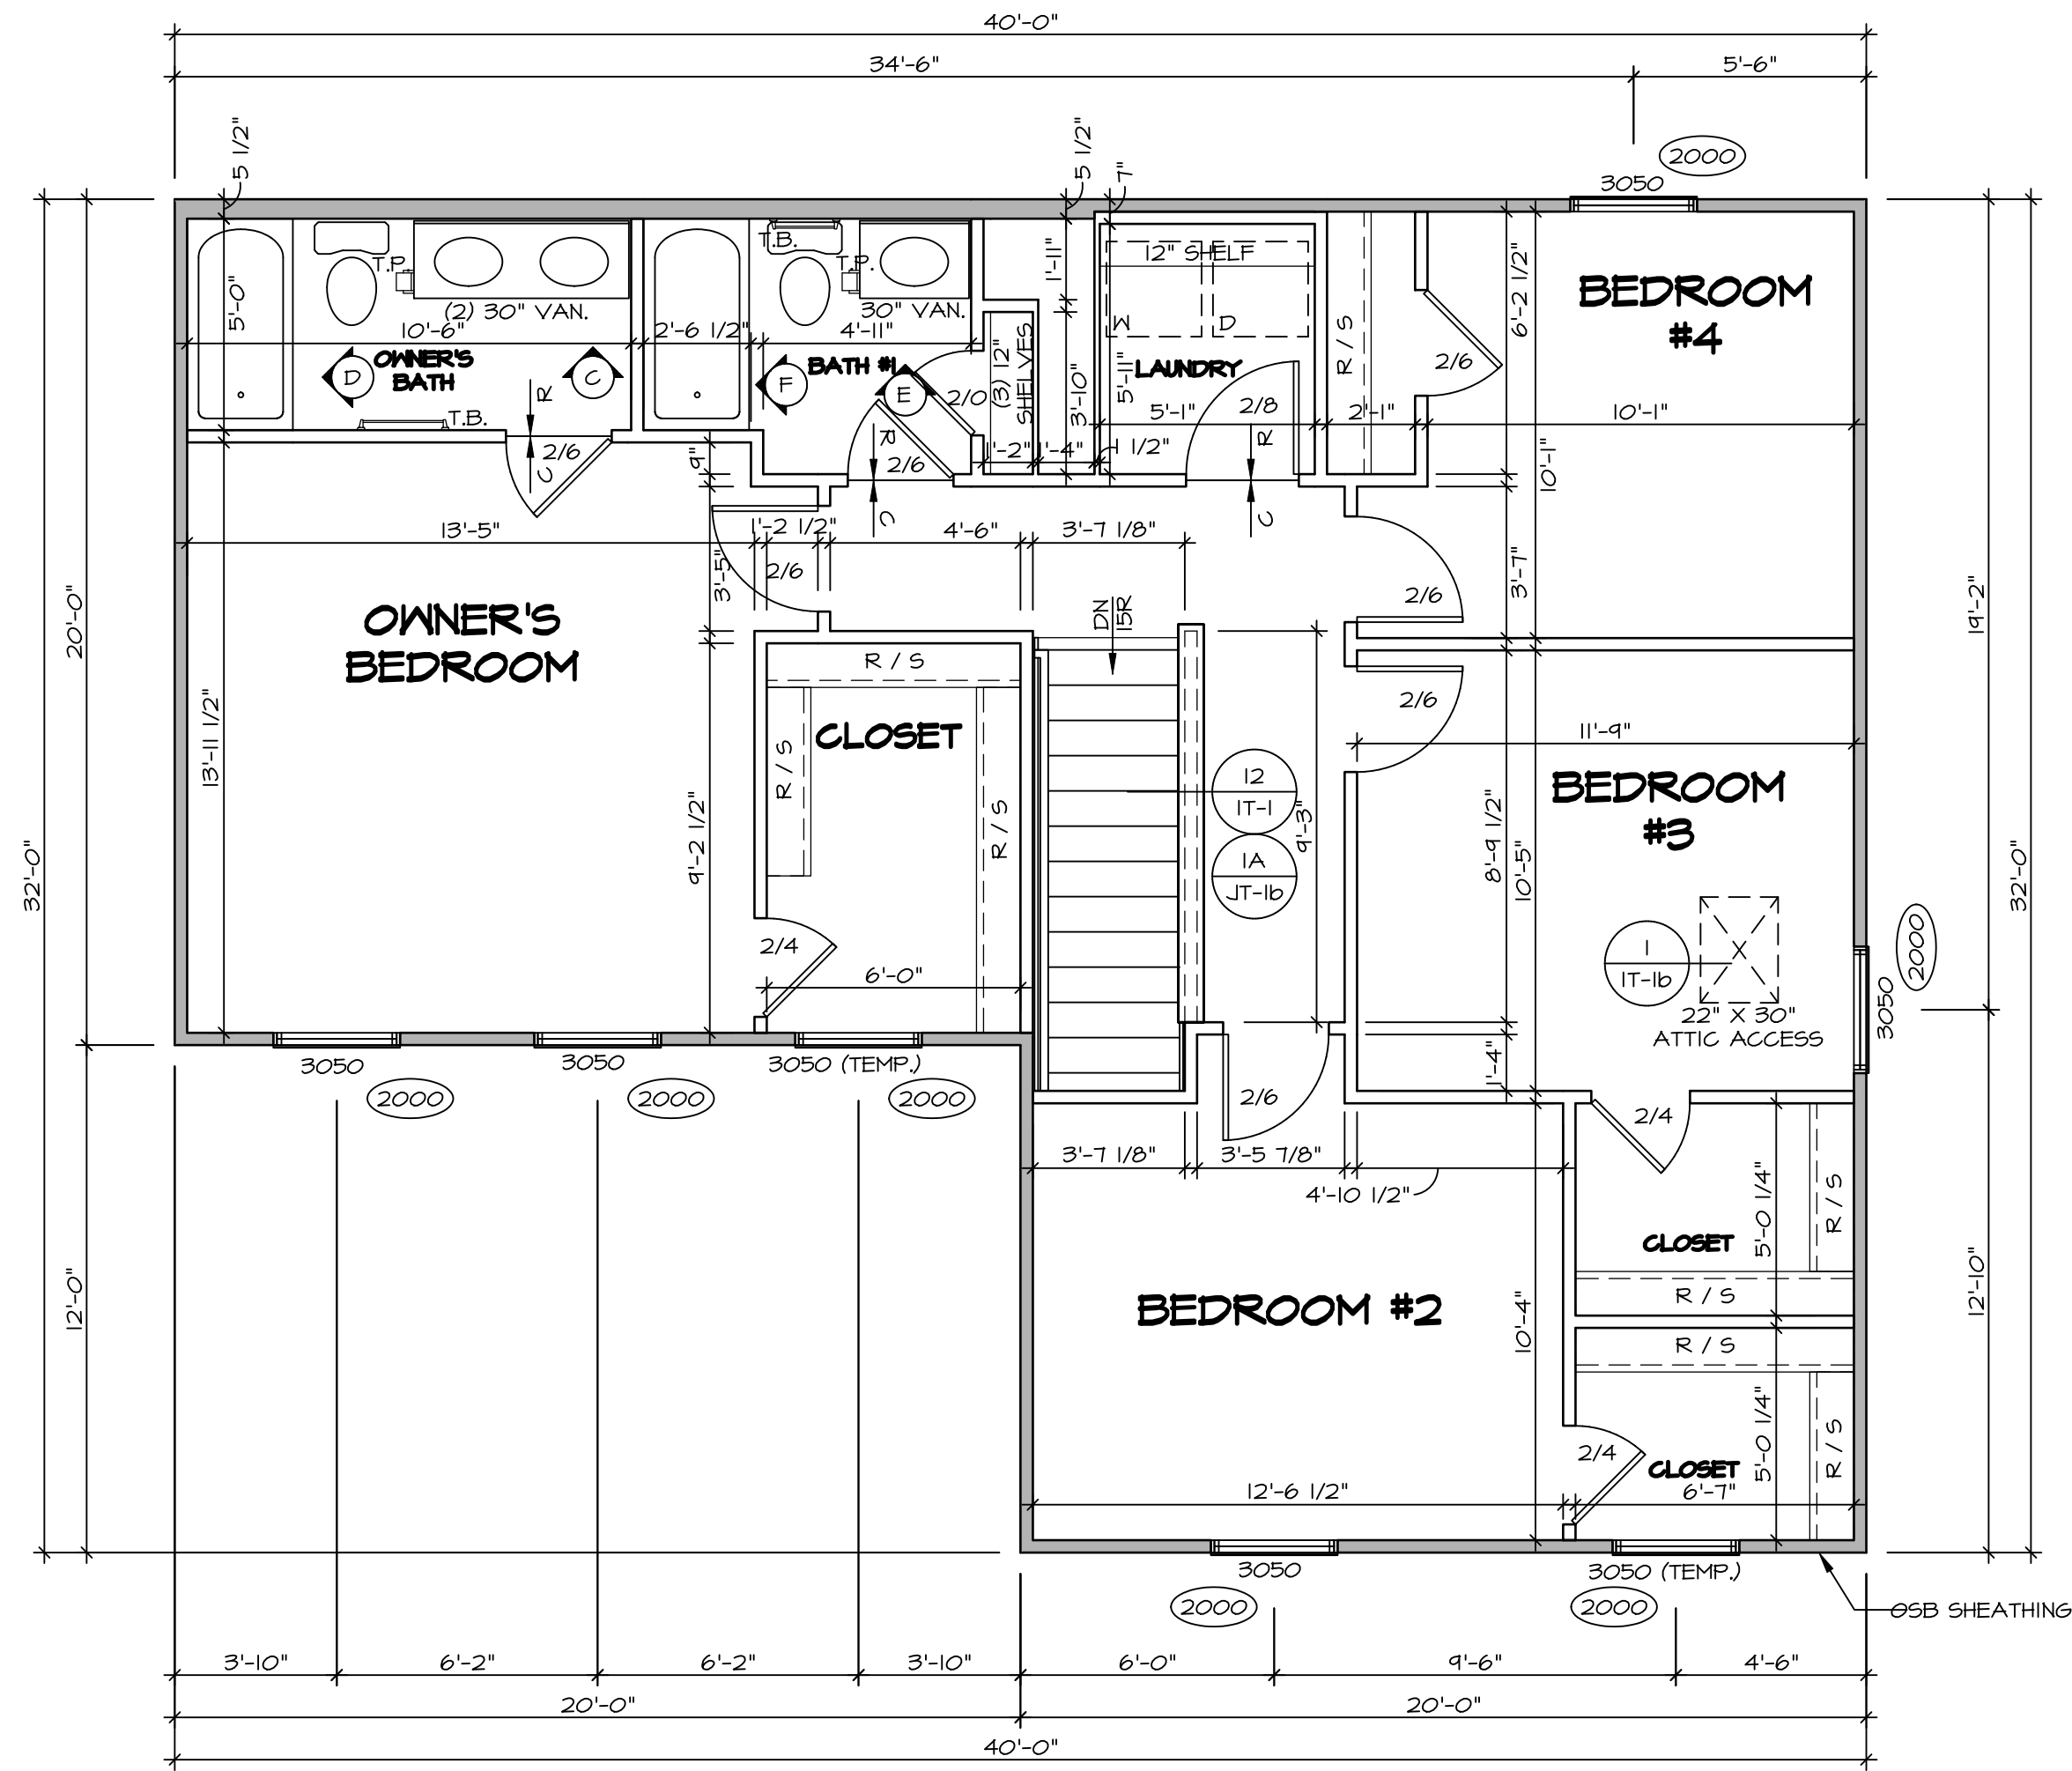 40'-0"
34'-6"
5'-6"
5 1/2"
5 1/2"
7"
2000
3050
T.B.
T.P.
T.P.
12" SHELF
1'-11"
6'-2 1/2"
BEDROOM
#4
5'-0"
(2) 30" VAN.
30" VAN.
10'-6"
2'-6 1/2"
4'-11"
W
D
R / S
OWNER'S
BATH
D
C
BATH #1
F
E
2/0
(3) 12"
SHELVES
3'-10"
5'-11"
LAUNDRY
2/6
R
T.B.
5'-1"
2/8
2'-1"
10'-1"
2/6
C
9"
R
2/6
1'-2"
1'-4"
1 1/2"
R
10'-1"
C
C
13'-5"
1'-2 1/2"
4'-6"
3'-7 1/8"
3'-5"
2/6
3'-7"
2/6
DN
15R
20'-0"
19'-2"
OWNER'S
BEDROOM
R / S
CLOSET
2/6
11'-9"
13'-11 1/2"
R / S
R / S
12
1T-1
9'-3"
BEDROOM
#3
9'-2 1/2"
8'-9 1/2"
10'-5"
32'-0"
32'-0"
1A
JT-1b
2/4
6'-0"
1
1T-1b
2000
3050
22" X 30"
ATTIC ACCESS
3050
3050
3050 (TEMP.)
1'-4"
2000
2000
2000
2/6
2/4
3'-7 1/8"
3'-5 7/8"
4'-10 1/2"
5'-0 1/4"
R / S
CLOSET
12'-0"
12'-10"
BEDROOM #2
10'-4"
R / S
R / S
2/4
5'-0 1/4"
R / S
CLOSET
12'-6 1/2"
6'-7"
3050
3050 (TEMP.)
2000
2000
OSB SHEATHING
3'-10"
6'-2"
6'-2"
3'-10"
6'-0"
9'-6"
4'-6"
20'-0"
20'-0"
40'-0"